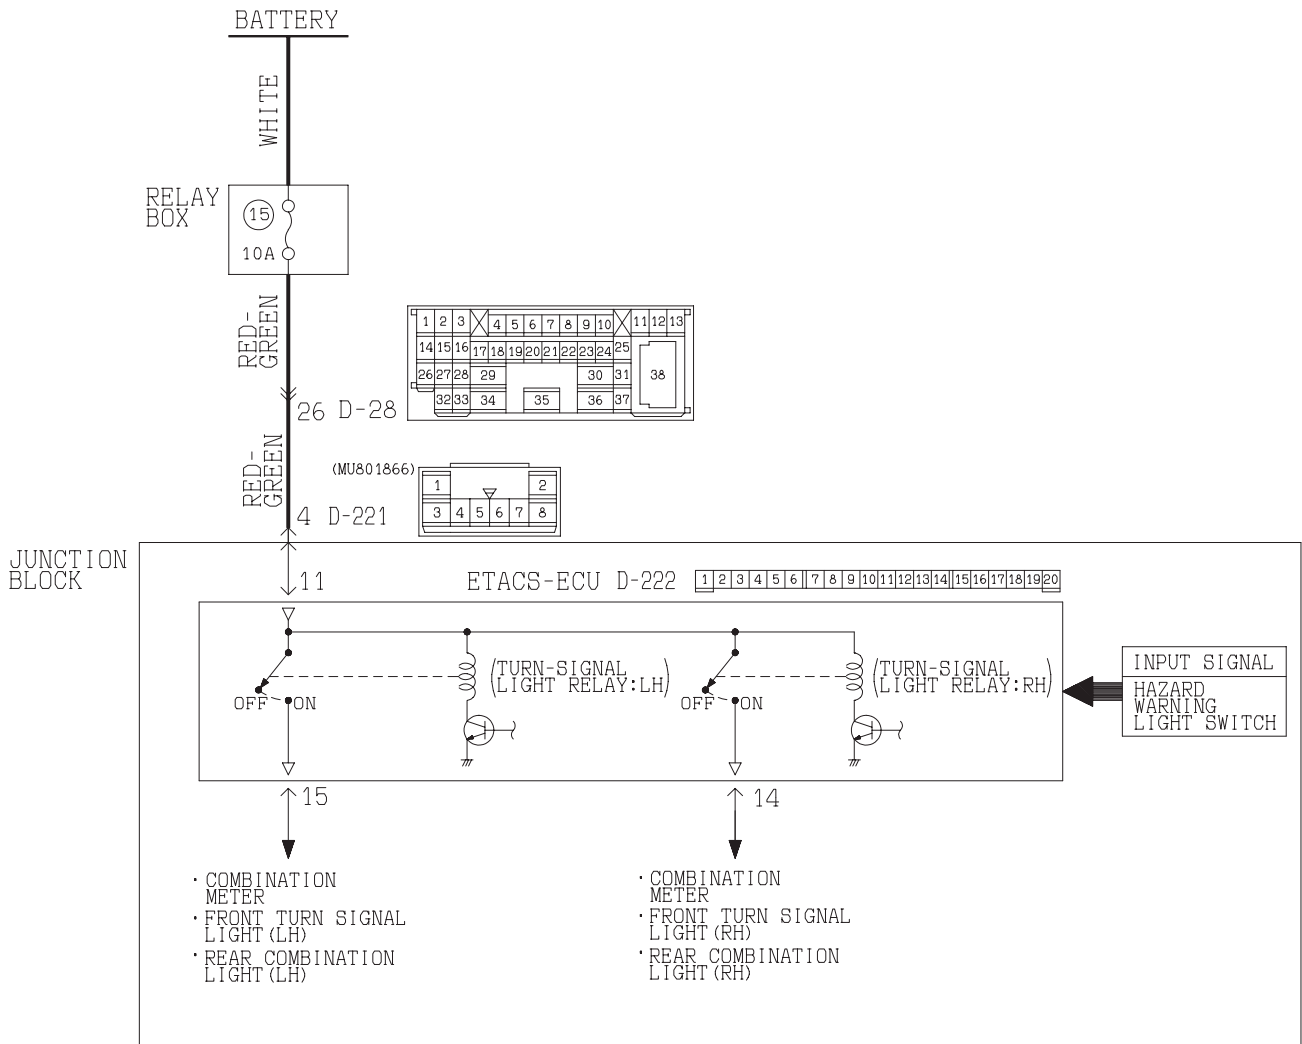 BATTERY
WHITE
RELAY
BOX
15
10A
RED-
GREEN
1 2 3 4 5 6 7 8 9 10 11 12 13
14 15 16 17 18 19 20 21 22 23 24 25
26 27 28 29 30 31 38
32 33 34 35 36 37
26 D-28
RED-
GREEN
(MU801866)
1 2
3 4 5 6 7 8
4 D-221
JUNCTION
BLOCK
11
ETACS-ECU D-222
1 2 3 4 5 6 7 8 9 10 11 12 13 14 15 16 17 18 19 20
(TURN-SIGNAL
LIGHT RELAY:LH)
OFF ON
(TURN-SIGNAL
LIGHT RELAY:RH)
OFF ON
INPUT SIGNAL
HAZARD
WARNING
LIGHT SWITCH
15
14
· COMBINATION
METER
· FRONT TURN SIGNAL
LIGHT(LH)
· REAR COMBINATION
LIGHT(LH)
· COMBINATION
METER
· FRONT TURN SIGNAL
LIGHT(RH)
· REAR COMBINATION
LIGHT(RH)